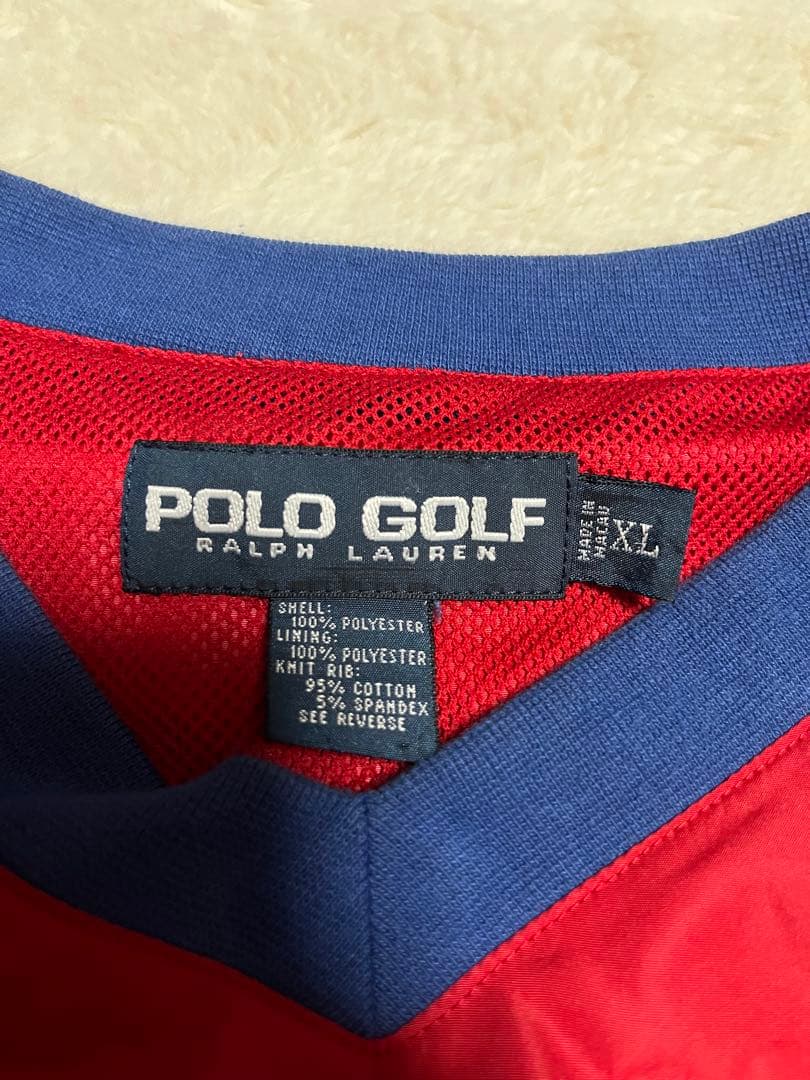 POLO GOLF
RALPH LAUREN
MADE IN
MACAU
XL
SHELL:
100% POLYESTER
LINING:
100% POLYESTER
KNIT RIB:
95% COTTON
5% SPANDEX
SEE REVERSE